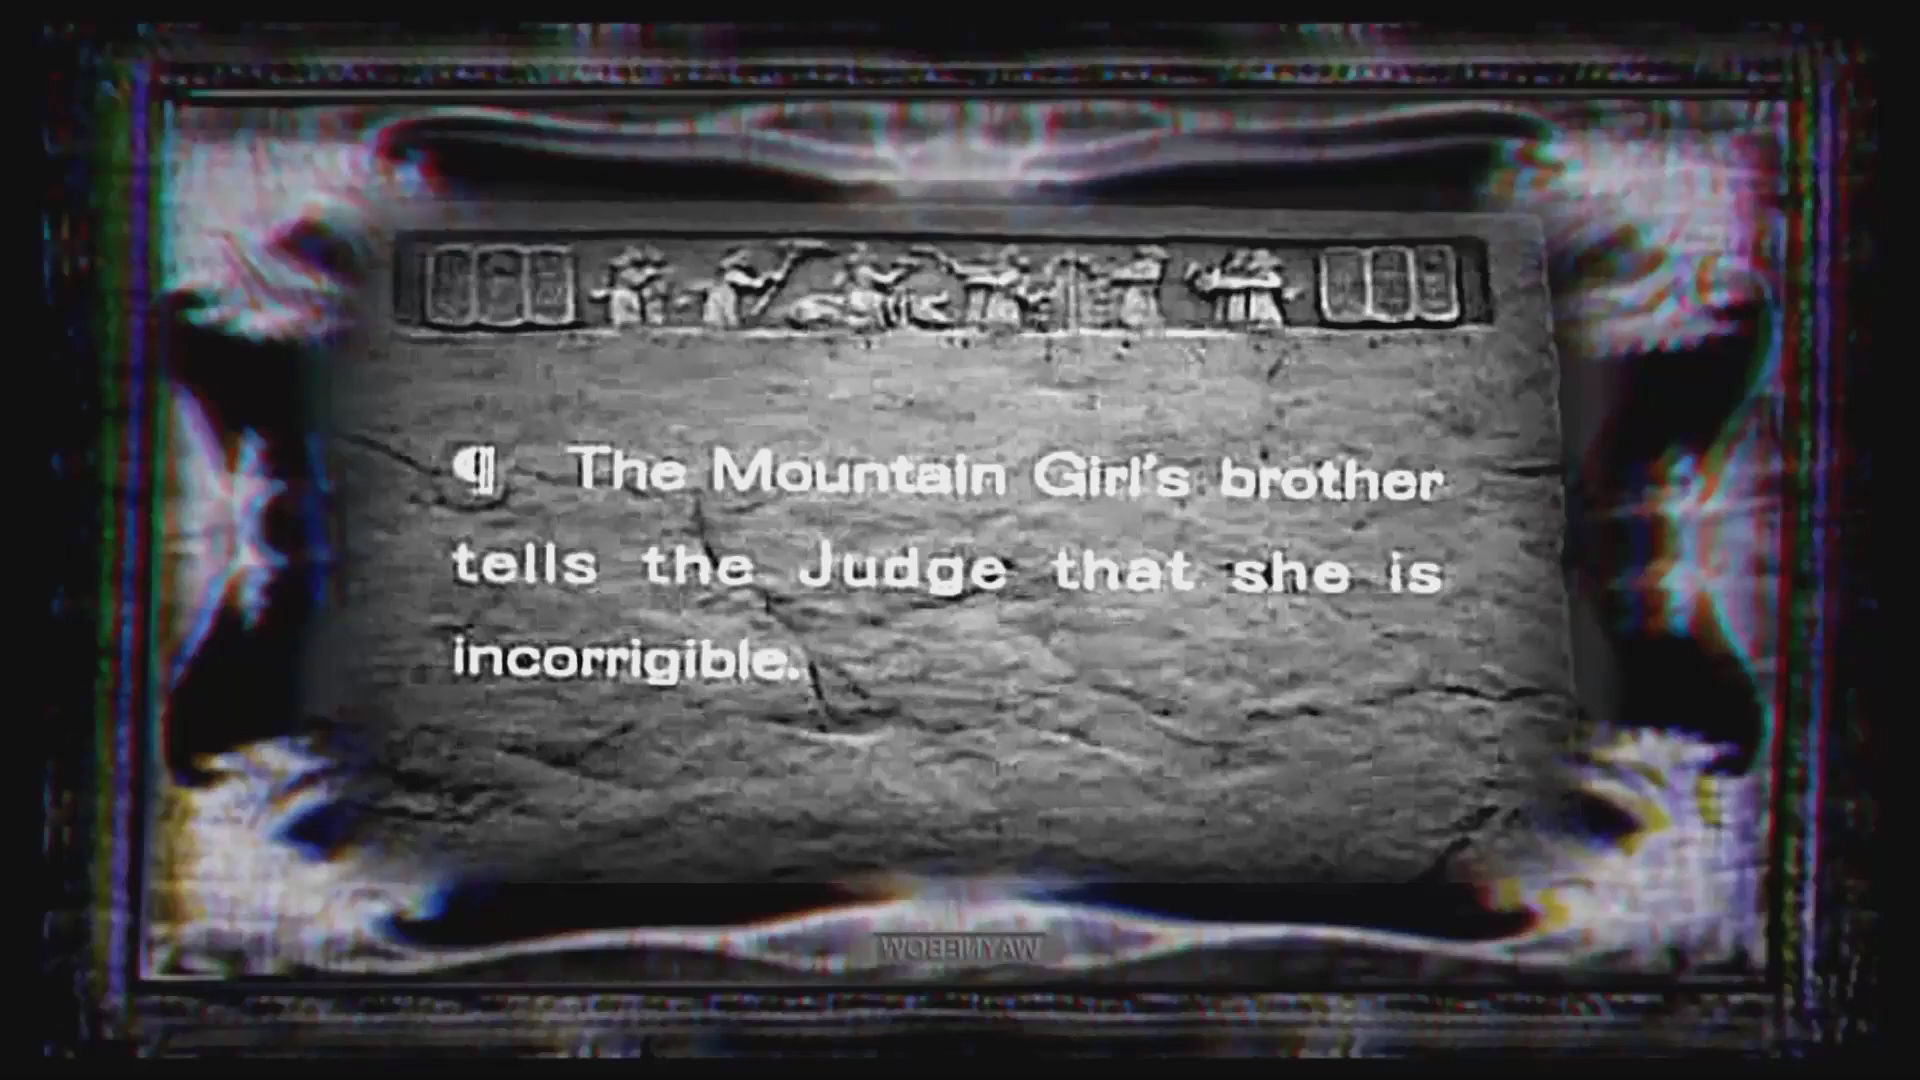 ¶ The Mountain Girl's brother
tells the Judge that she is
incorrigible.